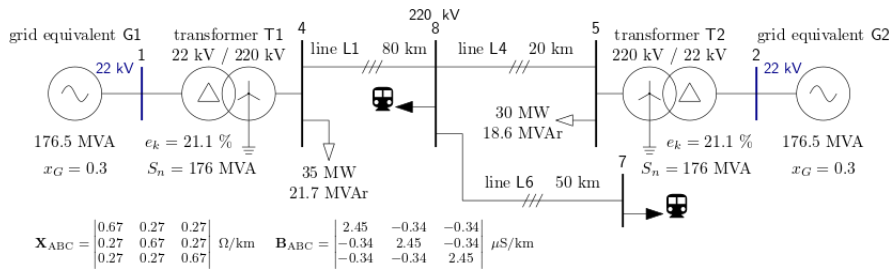 220 kV
grid equivalent G1
transformer T1
4
8
5
transformer T2
grid equivalent G2
1
22 kV / 220 kV
line L1
80 km
line L4
20 km
220 kV / 22 kV
2
22 kV
22 kV
176.5 MVA
e_k = 21.1 %
30 MW
e_k = 21.1 %
176.5 MVA
x_G = 0.3
S_n = 176 MVA
18.6 MVAr
S_n = 176 MVA
x_G = 0.3
35 MW
21.7 MVAr
line L6
50 km
7
X_ABC = |0.67 0.27 0.27| Ω/km
|0.27 0.67 0.27|
|0.27 0.27 0.67|
B_ABC = |2.45 −0.34 −0.34| μS/km
|−0.34 2.45 −0.34|
|−0.34 −0.34 2.45|